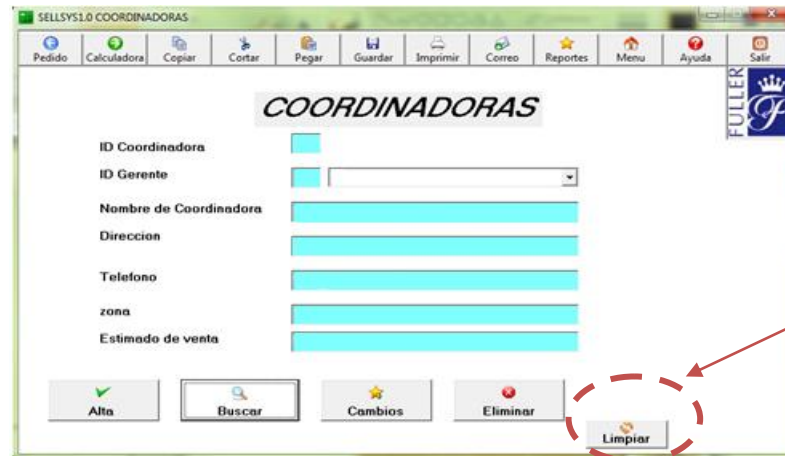 SELLSYS1.0 COORDINADORAS
Pedido Calculadora Copiar Cortar Pegar Guardar Imprimir Correo Reportes Menu Ayuda Salir
FULLER
COORDINADORAS
ID Coordinadora
ID Gerente
Nombre de Coordinadora
Direccion
Telefono
zona
Estimado de venta
Alta Buscar Cambios Eliminar
Limpiar